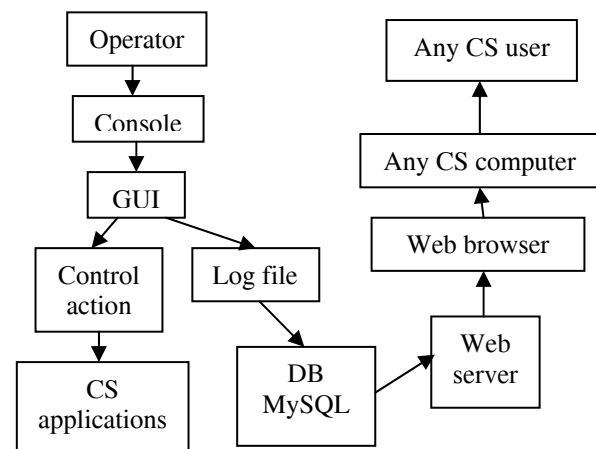 Operator
Console
GUI
Control
action
CS
applications
Log file
DB
MySQL
Web
server
Web browser
Any CS computer
Any CS user